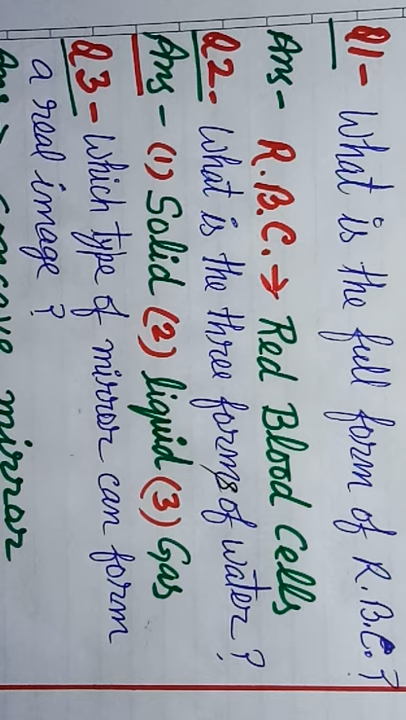 Q1- What is the full form of R.B.C.?
Ans- R.B.C. → Red Blood Cells
Q2- What is the three forms of water?
Ans- (1) Solid (2) liquid (3) Gas
Q3- Which type of mirror can form
a real image?
mirror